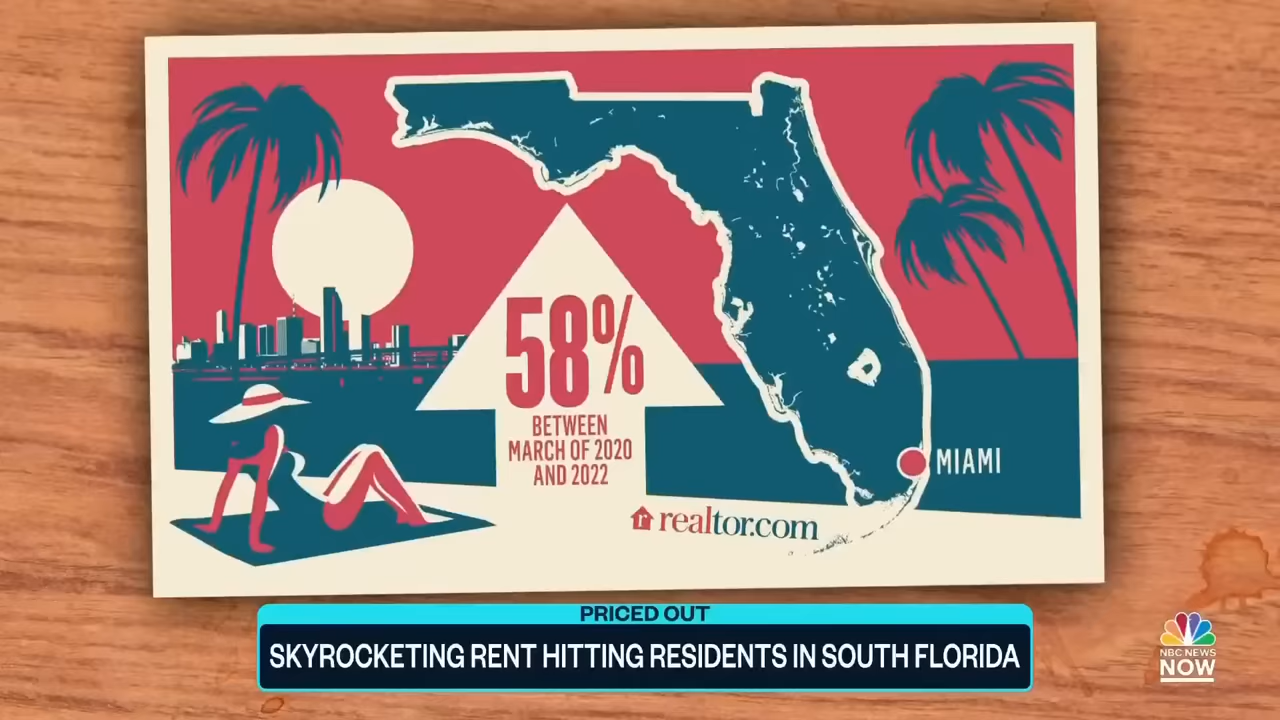 58%
BETWEEN
MARCH OF 2020
AND 2022
MIAMI
realtor.com
PRICED OUT
SKYROCKETING RENT HITTING RESIDENTS IN SOUTH FLORIDA
NBC NEWS
NOW